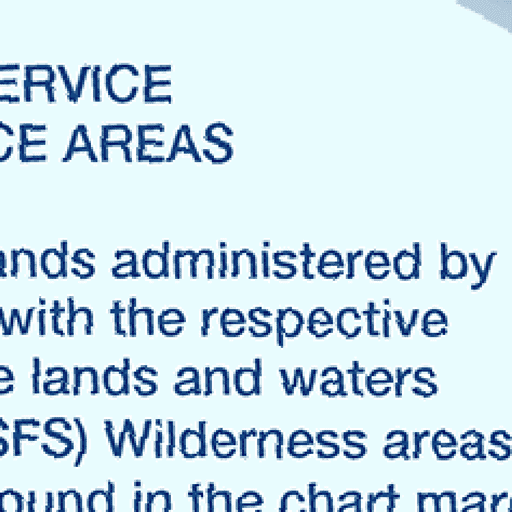 ERVICE
CE AREAS
ands administered by
with the respective
e lands and waters
SFS) Wilderness areas
ound in the chart mar